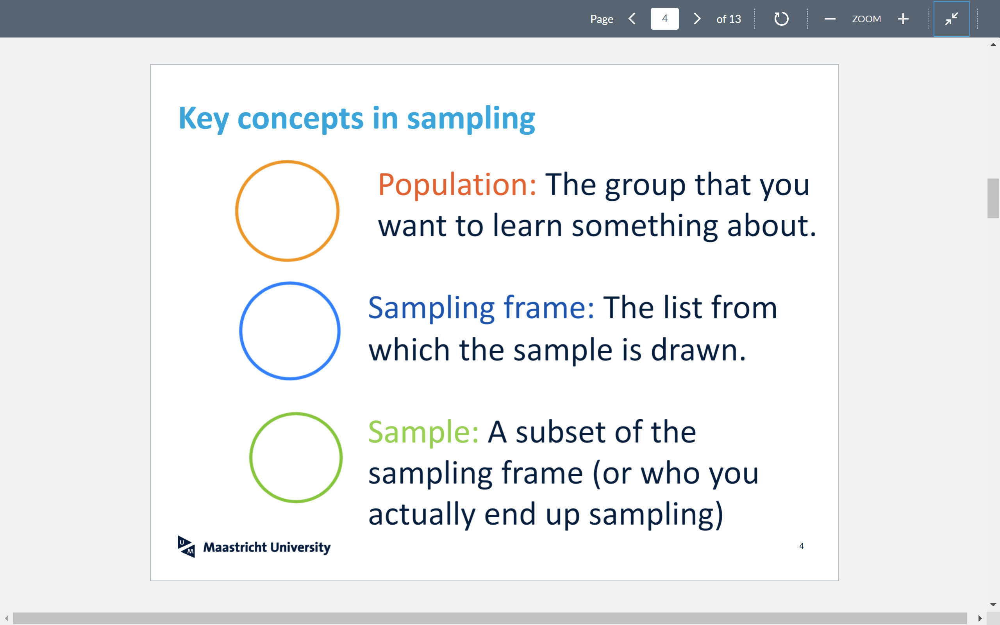 Page 4 of 13 ZOOM
Key concepts in sampling
Population: The group that you
want to learn something about.
Sampling frame: The list from
which the sample is drawn.
Sample: A subset of the
sampling frame (or who you
actually end up sampling)
U
M
Maastricht University
4